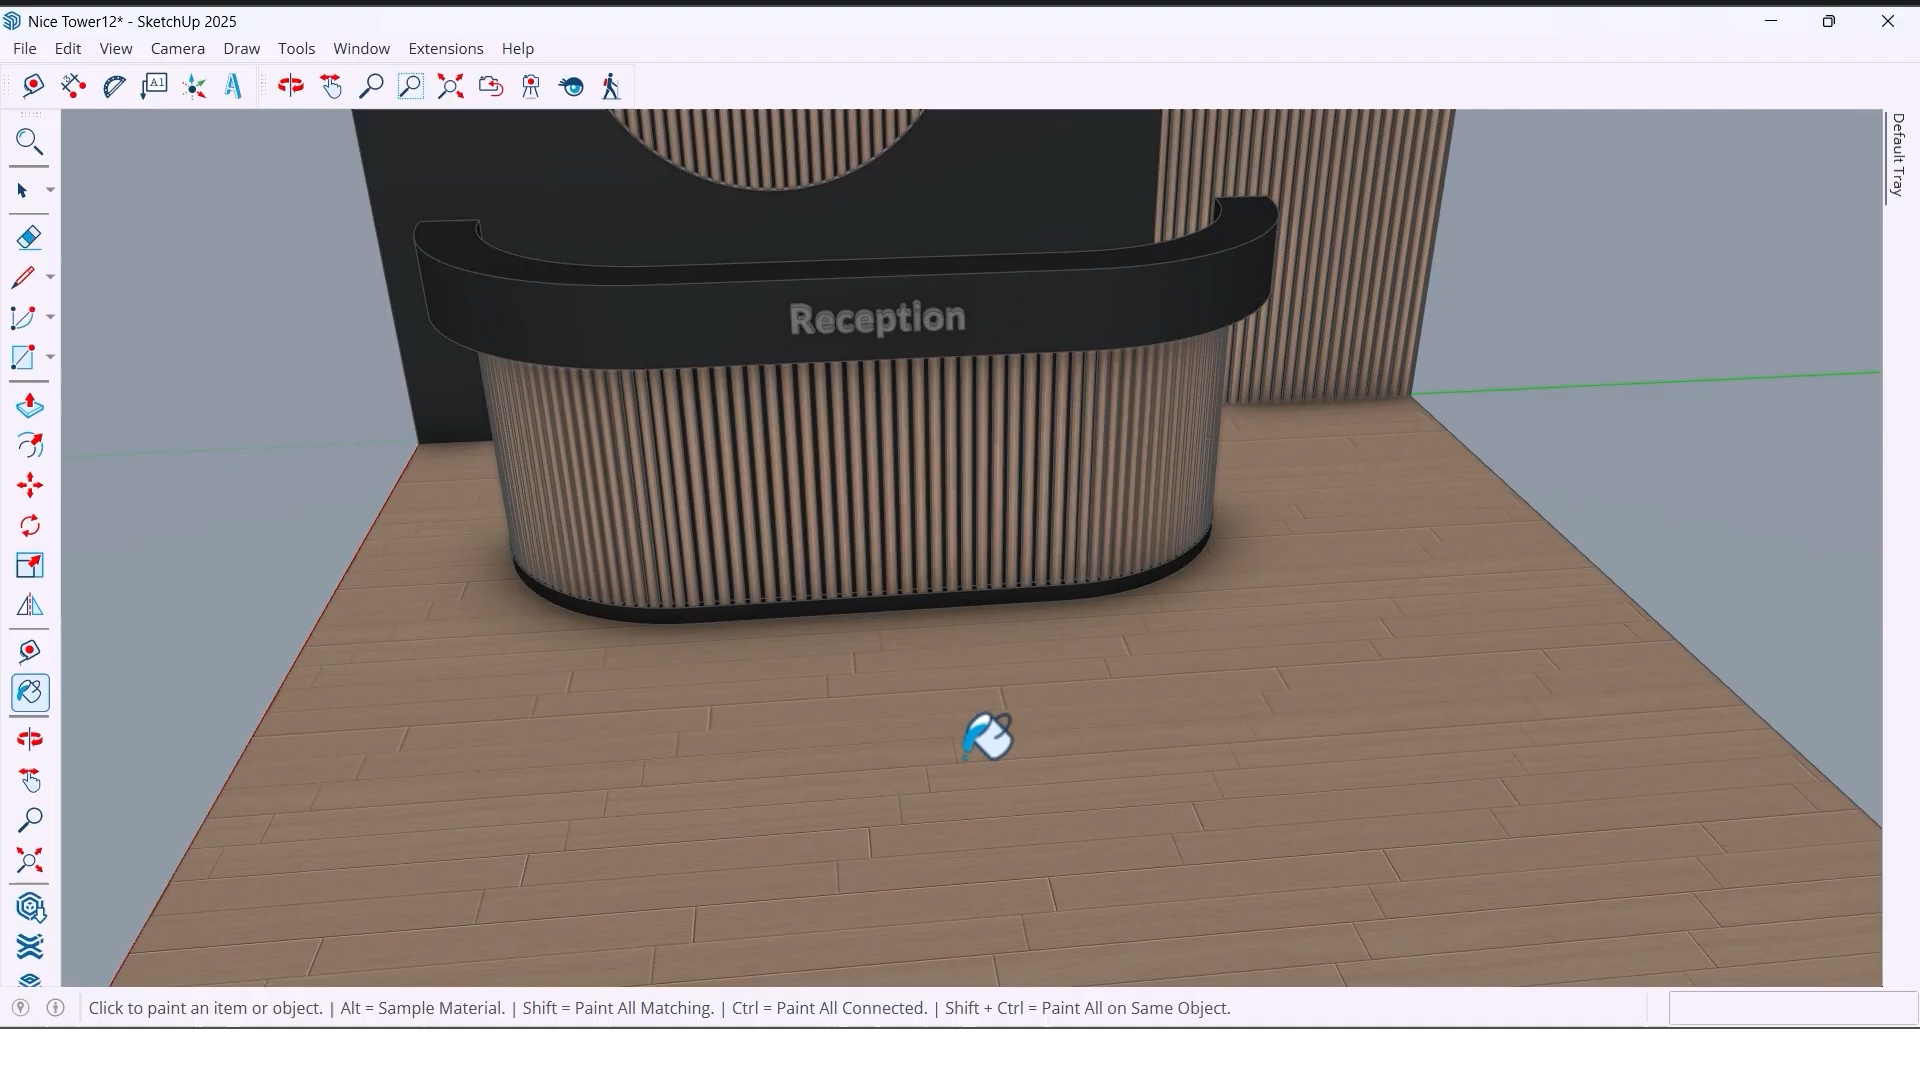 Nice Tower12* - SketchUp 2025
File Edit View Camera Draw Tools Window Extensions Help
A1
Default Tray
Reception
Click to paint an item or object. | Alt = Sample Material. | Shift = Paint All Matching. | Ctrl = Paint All Connected. | Shift + Ctrl = Paint All on Same Object.